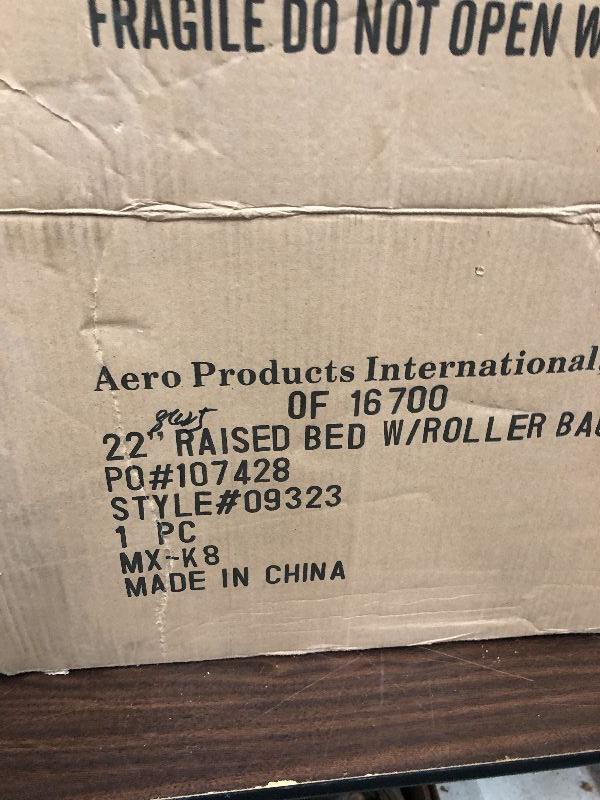 FRAGILE DO NOT OPEN W
Aero Products International,
OF 16700
22" RAISED BED W/ROLLER BA
PO#107428
STYLE#09323
1 PC
MX-K8
MADE IN CHINA